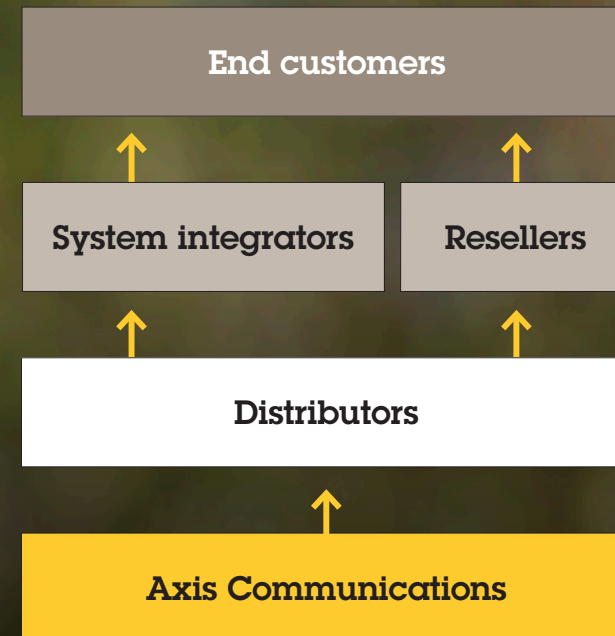 End customers
System integrators
Resellers
Distributors
Axis Communications